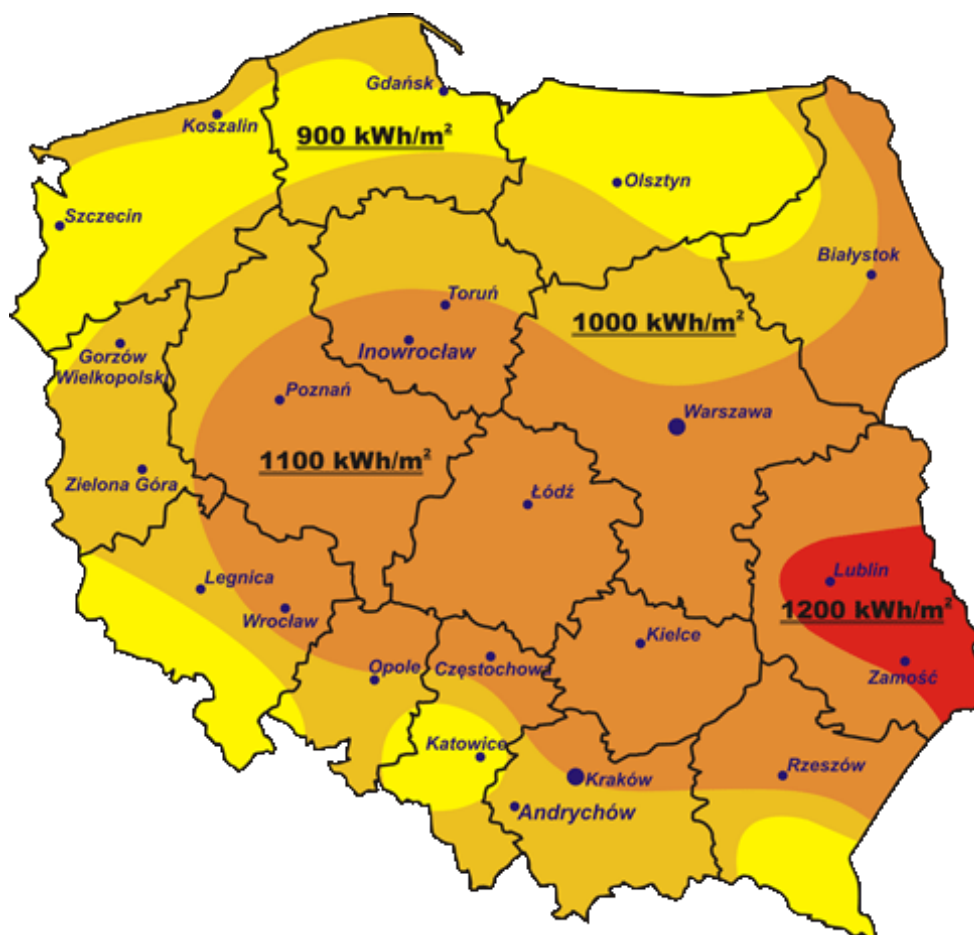 Gdańsk
Koszalin
900 kWh/m²
Olsztyn
Szczecin
Białystok
Toruń
1000 kWh/m²
Inowrocław
Gorzów
Wielkopolski
Poznań
Warszawa
1100 kWh/m²
Zielona Góra
Łódź
Legnica
Lublin
Wrocław
1200 kWh/m²
Kielce
Opole
Częstochowa
Zamość
Katowice
Rzeszów
Kraków
Andrychów